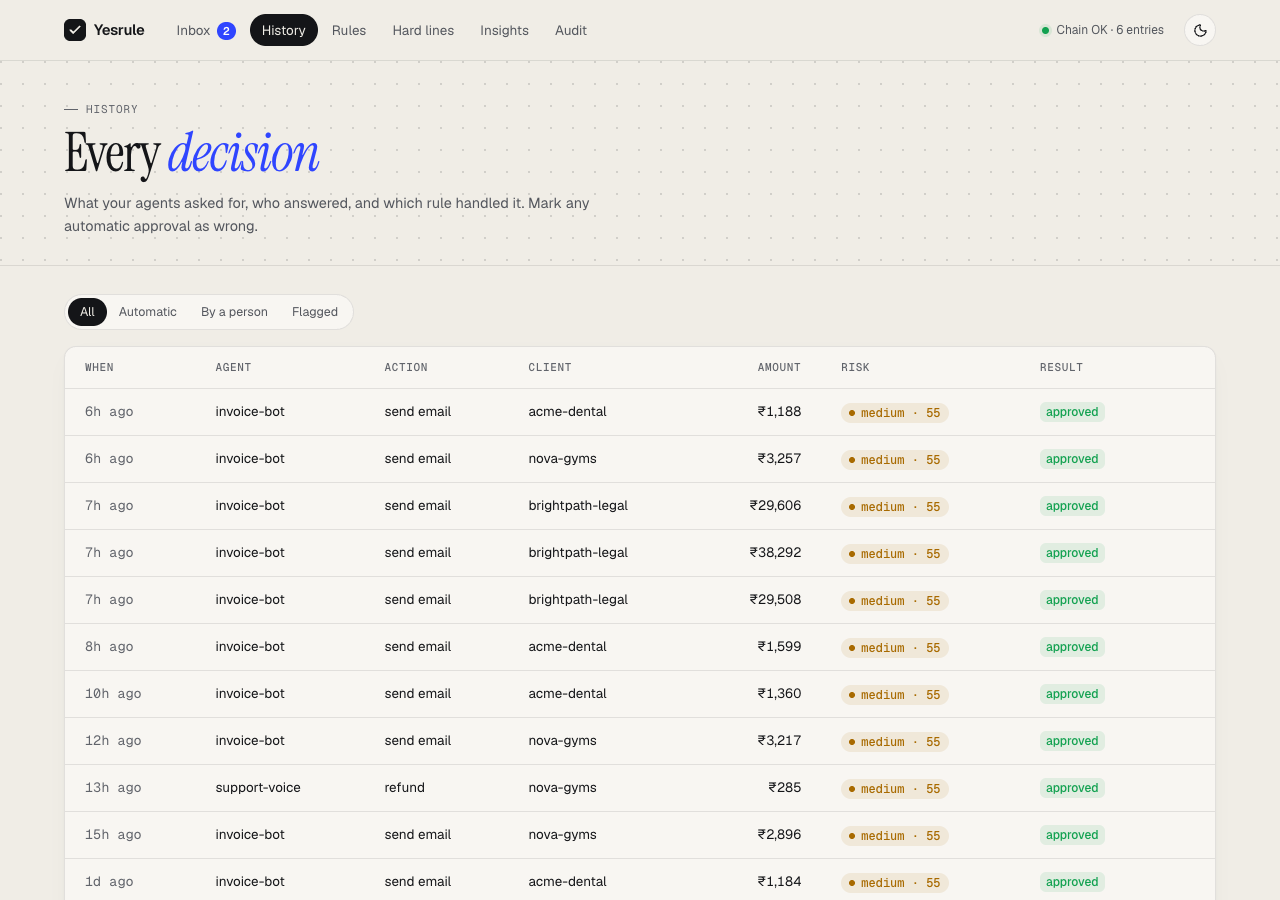 Yesrule Inbox 2 History Rules Hard lines Insights Audit Chain OK · 6 entries
HISTORY
Every decision
What your agents asked for, who answered, and which rule handled it. Mark any
automatic approval as wrong.
All Automatic By a person Flagged
WHEN AGENT ACTION CLIENT AMOUNT RISK RESULT
6h ago invoice-bot send email acme-dental ₹1,188 medium · 55 approved
6h ago invoice-bot send email nova-gyms ₹3,257 medium · 55 approved
7h ago invoice-bot send email brightpath-legal ₹29,606 medium · 55 approved
7h ago invoice-bot send email brightpath-legal ₹38,292 medium · 55 approved
7h ago invoice-bot send email brightpath-legal ₹29,508 medium · 55 approved
8h ago invoice-bot send email acme-dental ₹1,599 medium · 55 approved
10h ago invoice-bot send email acme-dental ₹1,360 medium · 55 approved
12h ago invoice-bot send email nova-gyms ₹3,217 medium · 55 approved
13h ago support-voice refund nova-gyms ₹285 medium · 55 approved
15h ago invoice-bot send email nova-gyms ₹2,896 medium · 55 approved
1d ago invoice-bot send email acme-dental ₹1,184 medium · 55 approved